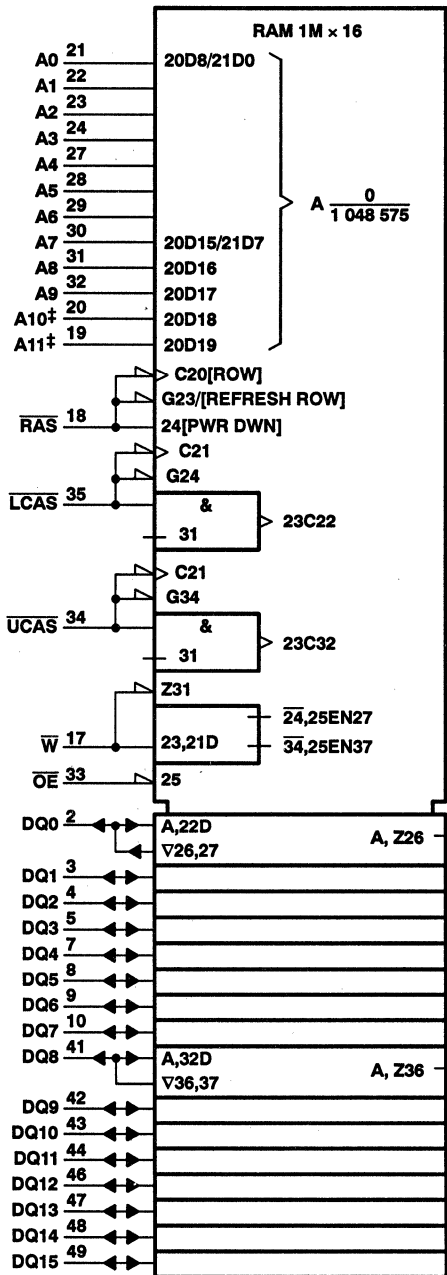 RAM 1M × 16
A0 21 20D8/21D0
A1 22
A2 23
A3 24
A4 27
A5 28
A6 29
A 0
1 048 575
A7 30 20D15/21D7
A8 31 20D16
A9 32 20D17
A10‡ 20 20D18
A11‡ 19 20D19
C20[ROW]
G23/[REFRESH ROW]
RAS 18 24[PWR DWN]
C21
G24
LCAS 35 &
31
23C22
C21
G34
UCAS 34 &
31
23C32
Z31
24,25EN27
W 17 23,21D 34,25EN37
OE 33 25
DQ0 2 A,22D
∇26,27
A, Z26
DQ1 3
DQ2 4
DQ3 5
DQ4 7
DQ5 8
DQ6 9
DQ7 10
DQ8 41 A,32D
∇36,37
A, Z36
DQ9 42
DQ10 43
DQ11 44
DQ12 46
DQ13 47
DQ14 48
DQ15 49